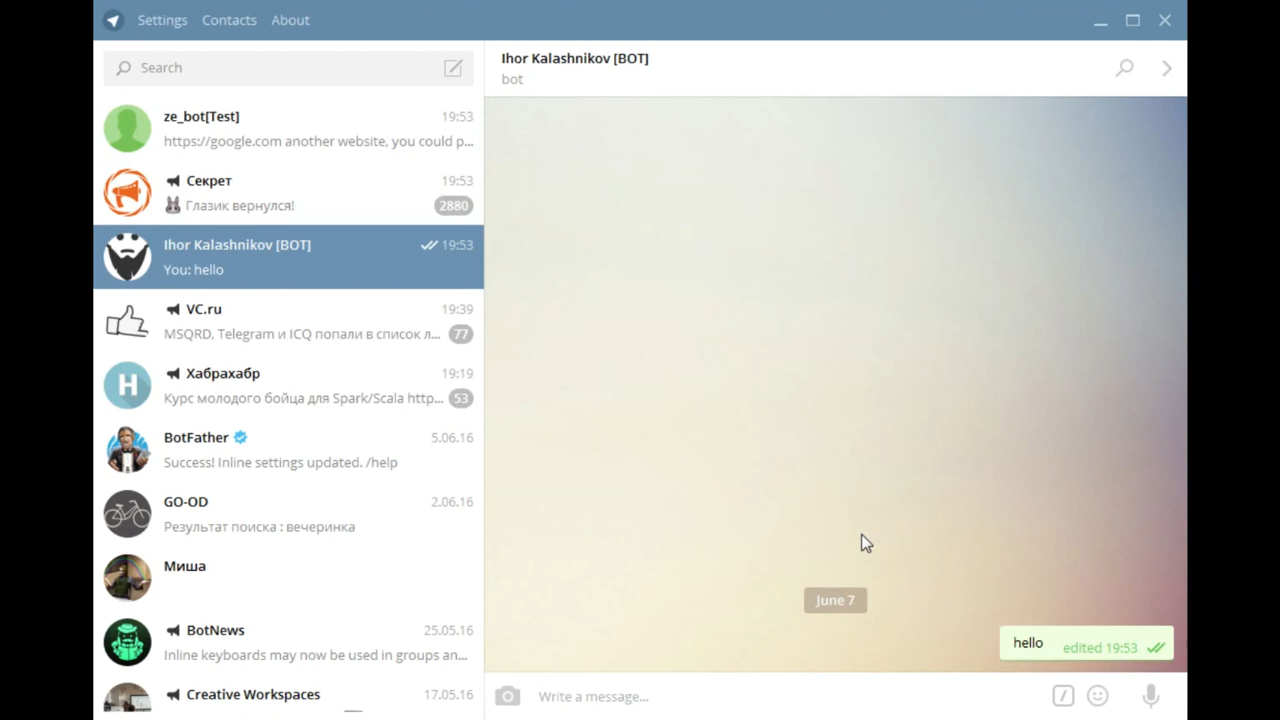 Settings Contacts About
Search
ze_bot[Test] 19:53
https://google.com another website, you could p...
Секрет 19:53
Глазик вернулся! 2880
Ihor Kalashnikov [BOT] 19:53
You: hello
VC.ru 19:39
MSQRD, Telegram и ICQ попали в список л... 77
H
Хабрахабр 19:19
Курс молодого бойца для Spark/Scala http... 53
BotFather 5.06.16
Success! Inline settings updated. /help
GO-OD 2.06.16
Результат поиска : вечеринка
Миша
BotNews 25.05.16
Inline keyboards may now be used in groups an...
Creative Workspaces 17.05.16
Ihor Kalashnikov [BOT]
bot
June 7
hello edited 19:53
Write a message...